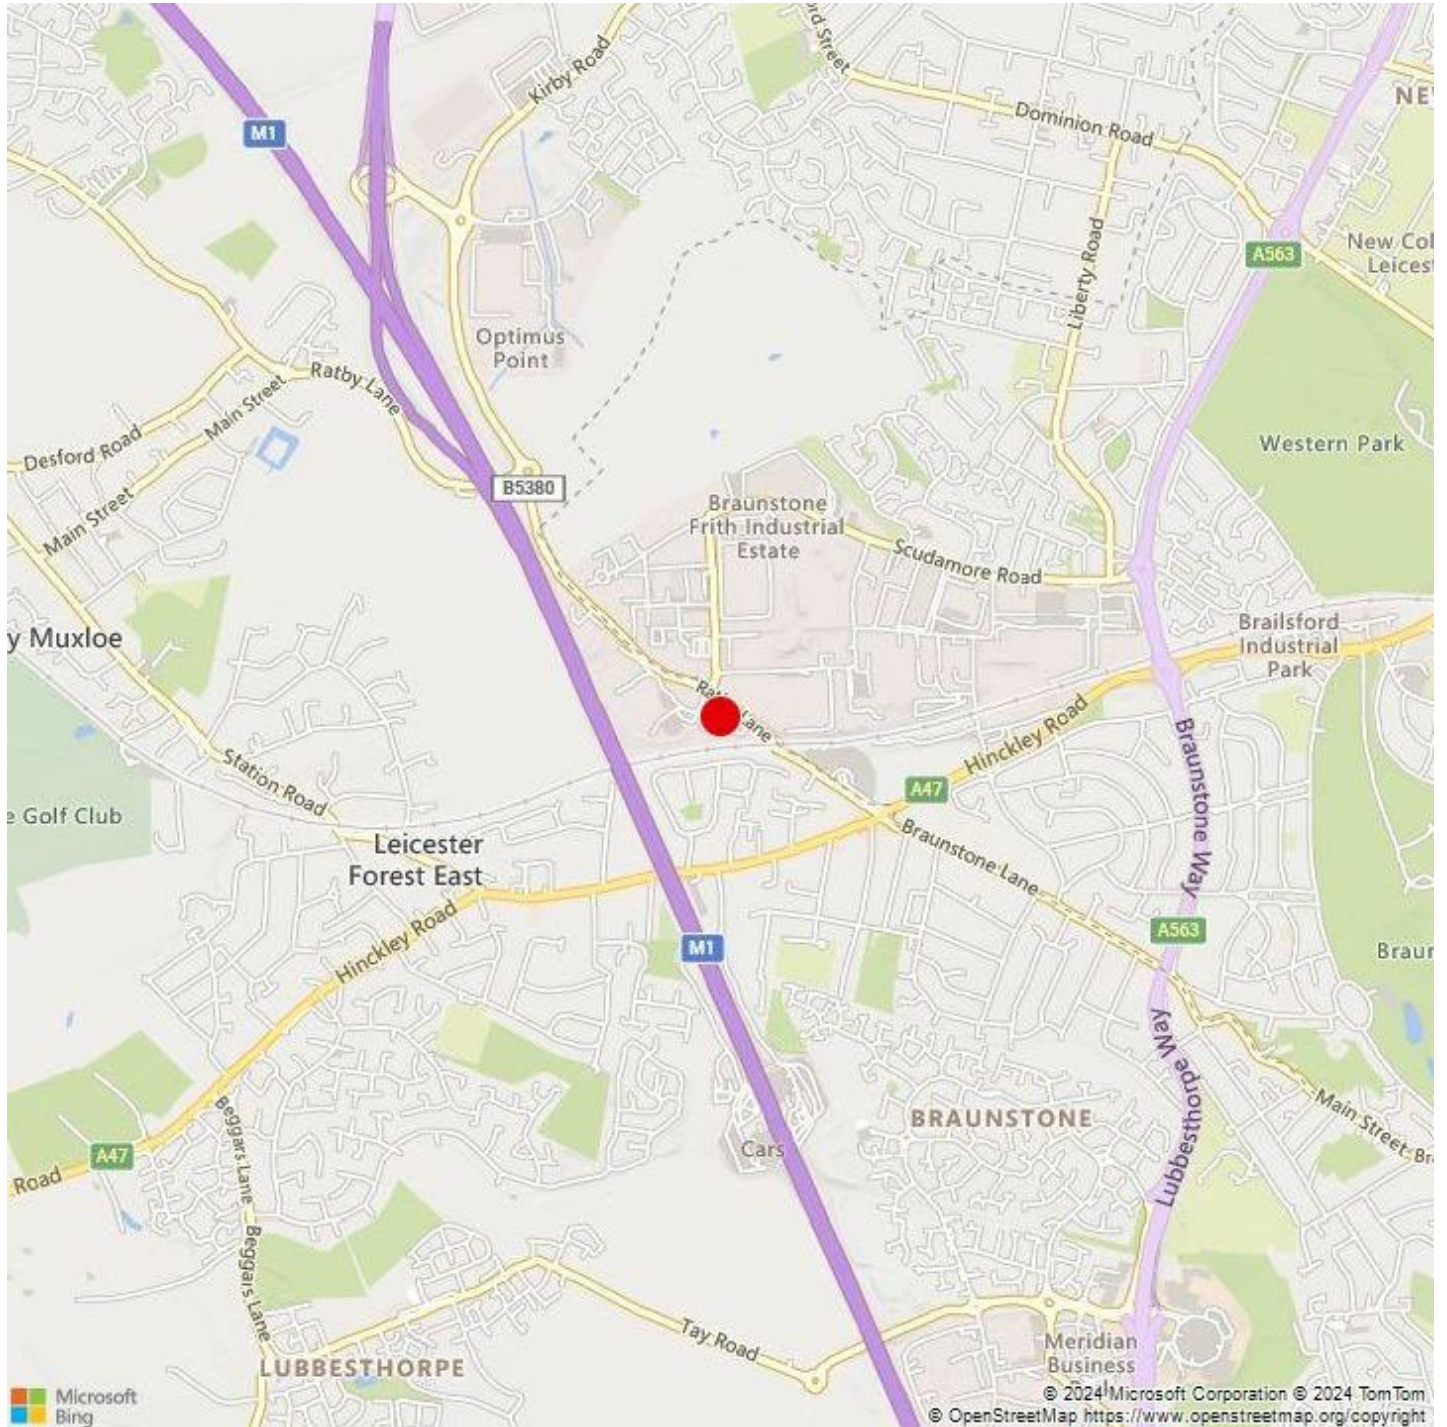 Kirby Road
M1
Dominion Road
NE
A563
New Col
Leicest
Liberty Road
Optimus
Point
Ratby Lane
Main Street
Desford Road
Main Street
Western Park
B5380
Braunstone
Frith Industrial
Estate
Scudamore Road
y Muxloe
Brailsford
Industrial
Park
Lane
Hinckley Road
Braunstone Way
Station Road
A47
e Golf Club
Leicester
Forest East
Braunstone Lane
Hinckley Road
M1
A563
Braun
Lubbesthorpe Way
Main Street, Br
BRAUNSTONE
Beggars Lane
Cars
A47
Road
Beggars Lane
Tay Road
LUBBESTHORPE
Meridian
Business
Microsoft
Bing
© 2024 Microsoft Corporation © 2024 TomTom
© OpenStreetMap https://www.openstreetmap.org/copyright